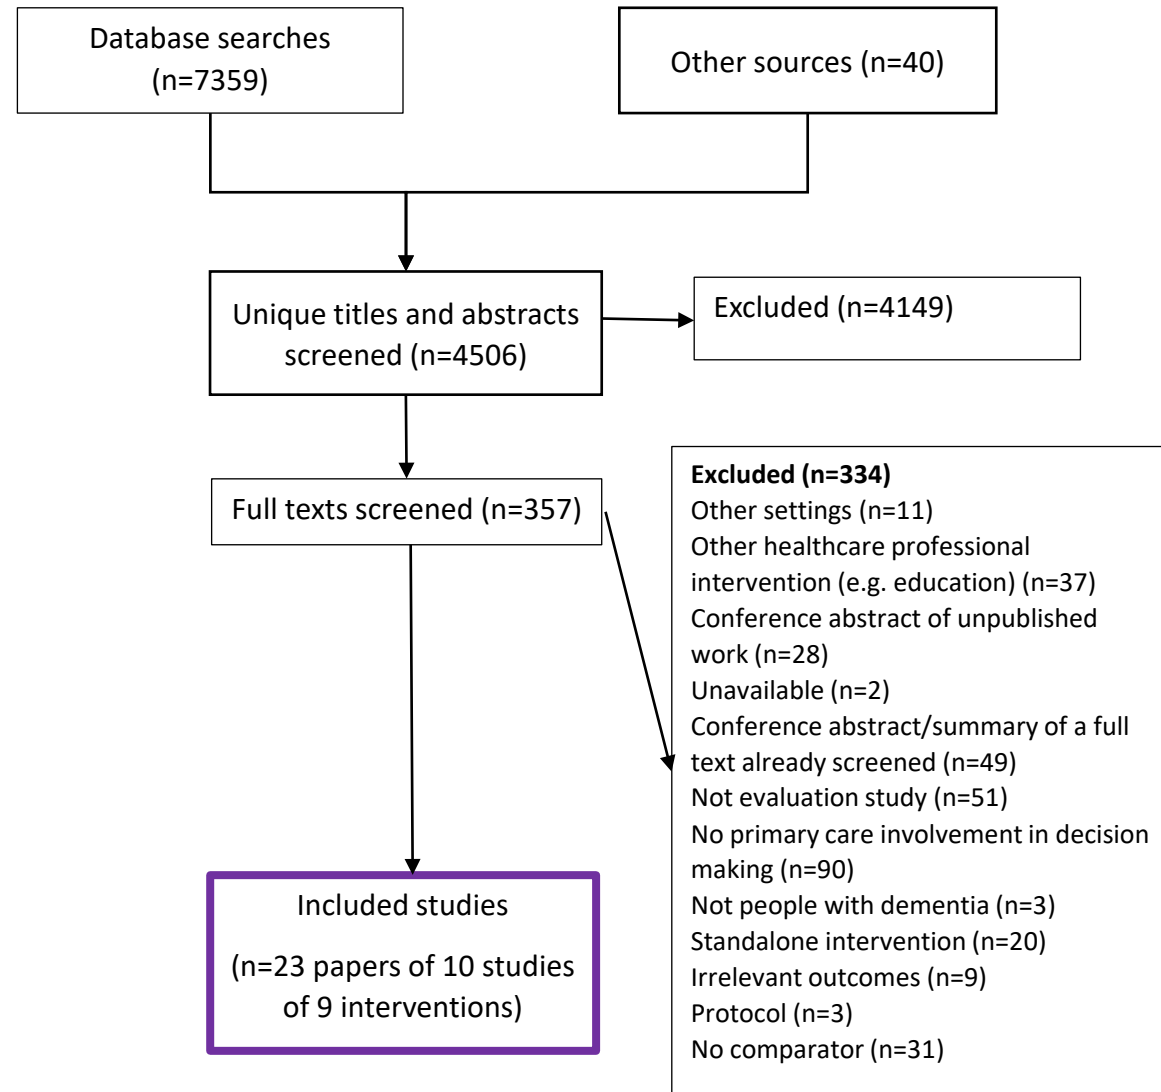 Database searches
(n=7359)
Other sources (n=40)
Unique titles and abstracts
screened (n=4506)
Excluded (n=4149)
Full texts screened (n=357)
Excluded (n=334)
Other settings (n=11)
Other healthcare professional
intervention (e.g. education) (n=37)
Conference abstract of unpublished
work (n=28)
Unavailable (n=2)
Conference abstract/summary of a full
text already screened (n=49)
Not evaluation study (n=51)
No primary care involvement in decision
making (n=90)
Not people with dementia (n=3)
Standalone intervention (n=20)
Irrelevant outcomes (n=9)
Protocol (n=3)
No comparator (n=31)
Included studies
(n=23 papers of 10 studies
of 9 interventions)